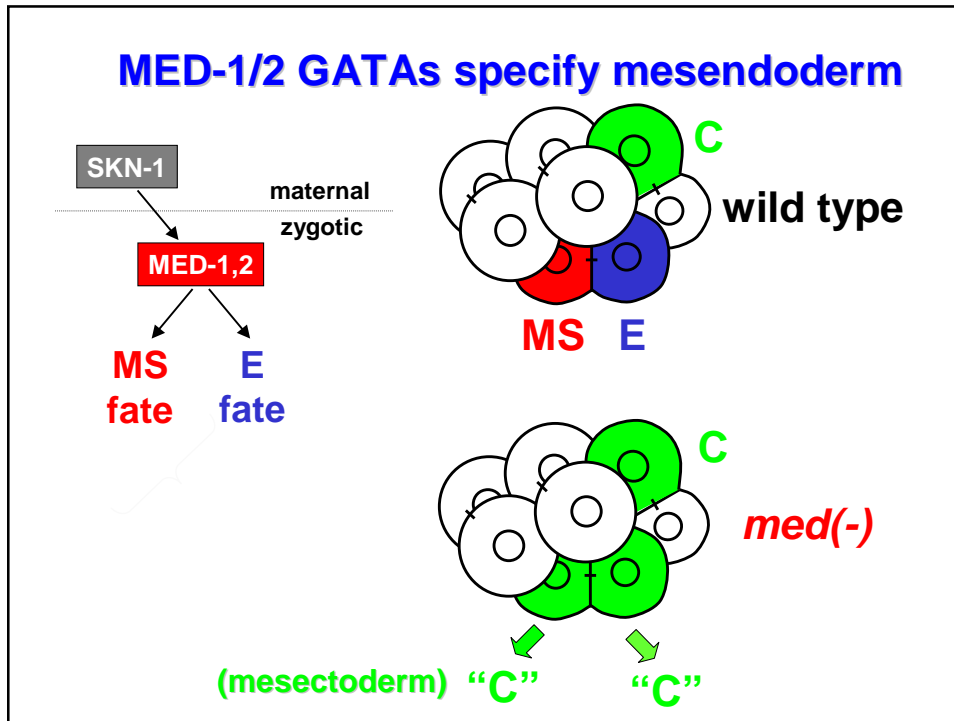 MED-1/2 GATAs specify mesendoderm
SKN-1
maternal
zygotic
MED-1,2
MS
fate
E
fate
C
wild type
MS
E
C
med(-)
(mesectoderm)
“C”
“C”